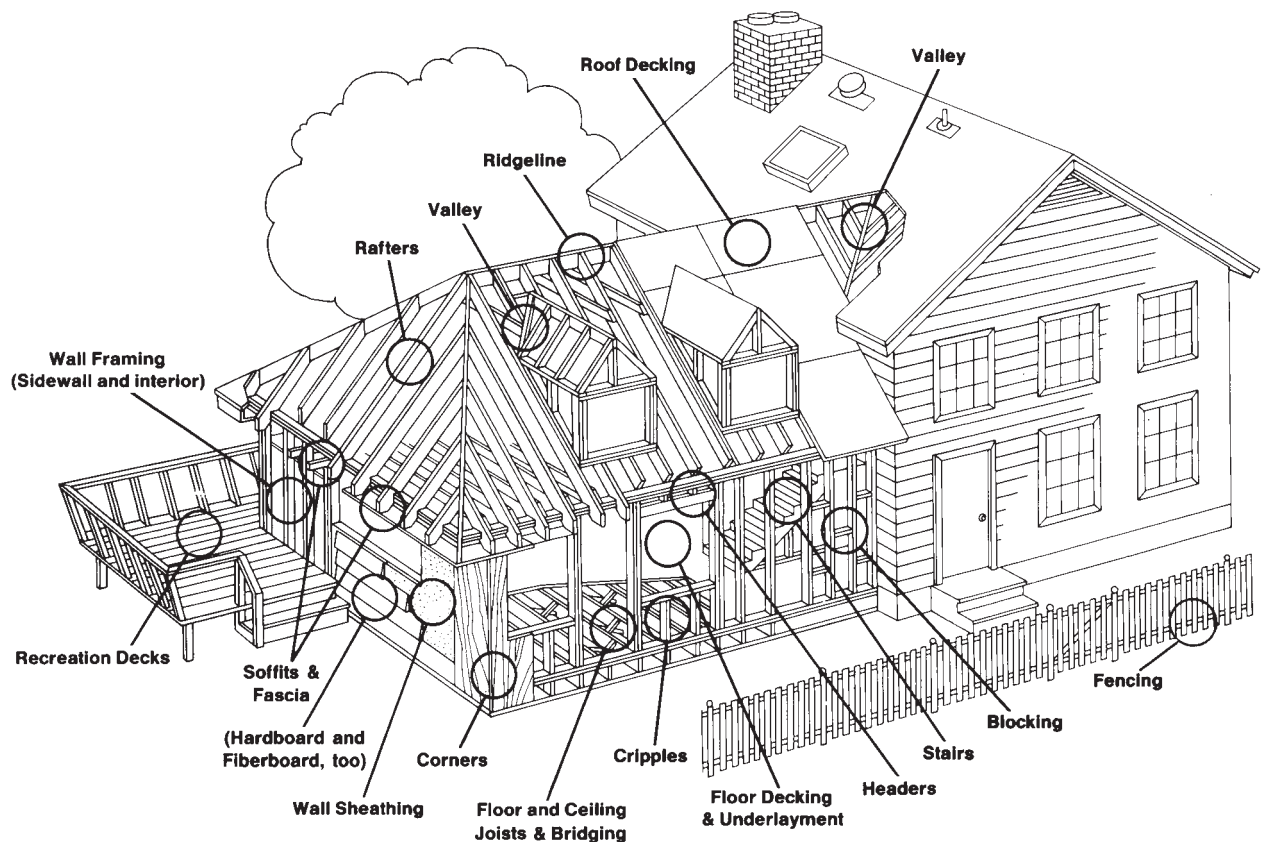 Roof Decking
Valley
Ridgeline
Valley
Rafters
Wall Framing
(Sidewall and interior)
Recreation Decks
Soffits &
Fascia
(Hardboard and
Fiberboard, too)
Wall Sheathing
Corners
Floor and Ceiling
Joists & Bridging
Cripples
Floor Decking
& Underlayment
Headers
Stairs
Blocking
Fencing